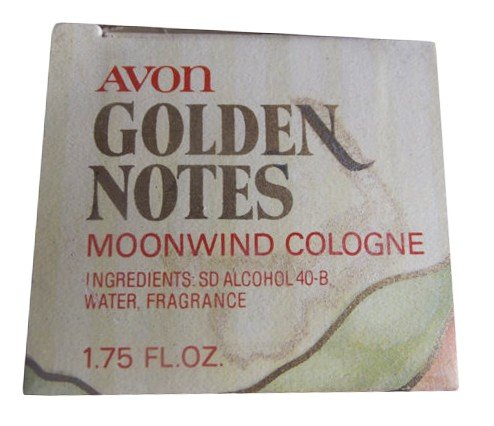 AVON
GOLDEN
NOTES
MOONWIND COLOGNE
INGREDIENTS: SD ALCOHOL 40-B,
WATER, FRAGRANCE
1.75 FL.OZ.